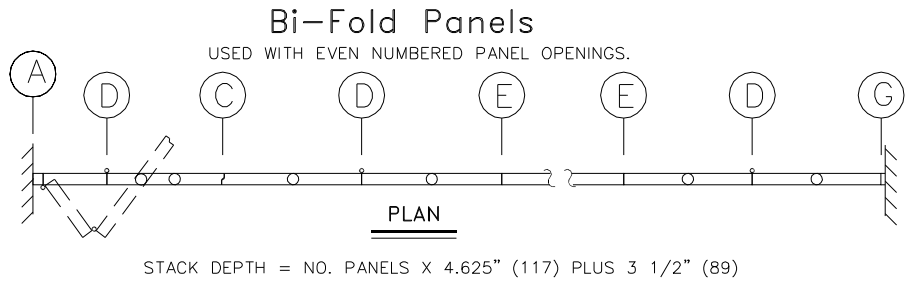 Bi-Fold Panels
USED WITH EVEN NUMBERED PANEL OPENINGS.
A
D
C
D
E
E
D
G
PLAN
STACK DEPTH = NO. PANELS X 4.625" (117) PLUS 3 1/2" (89)